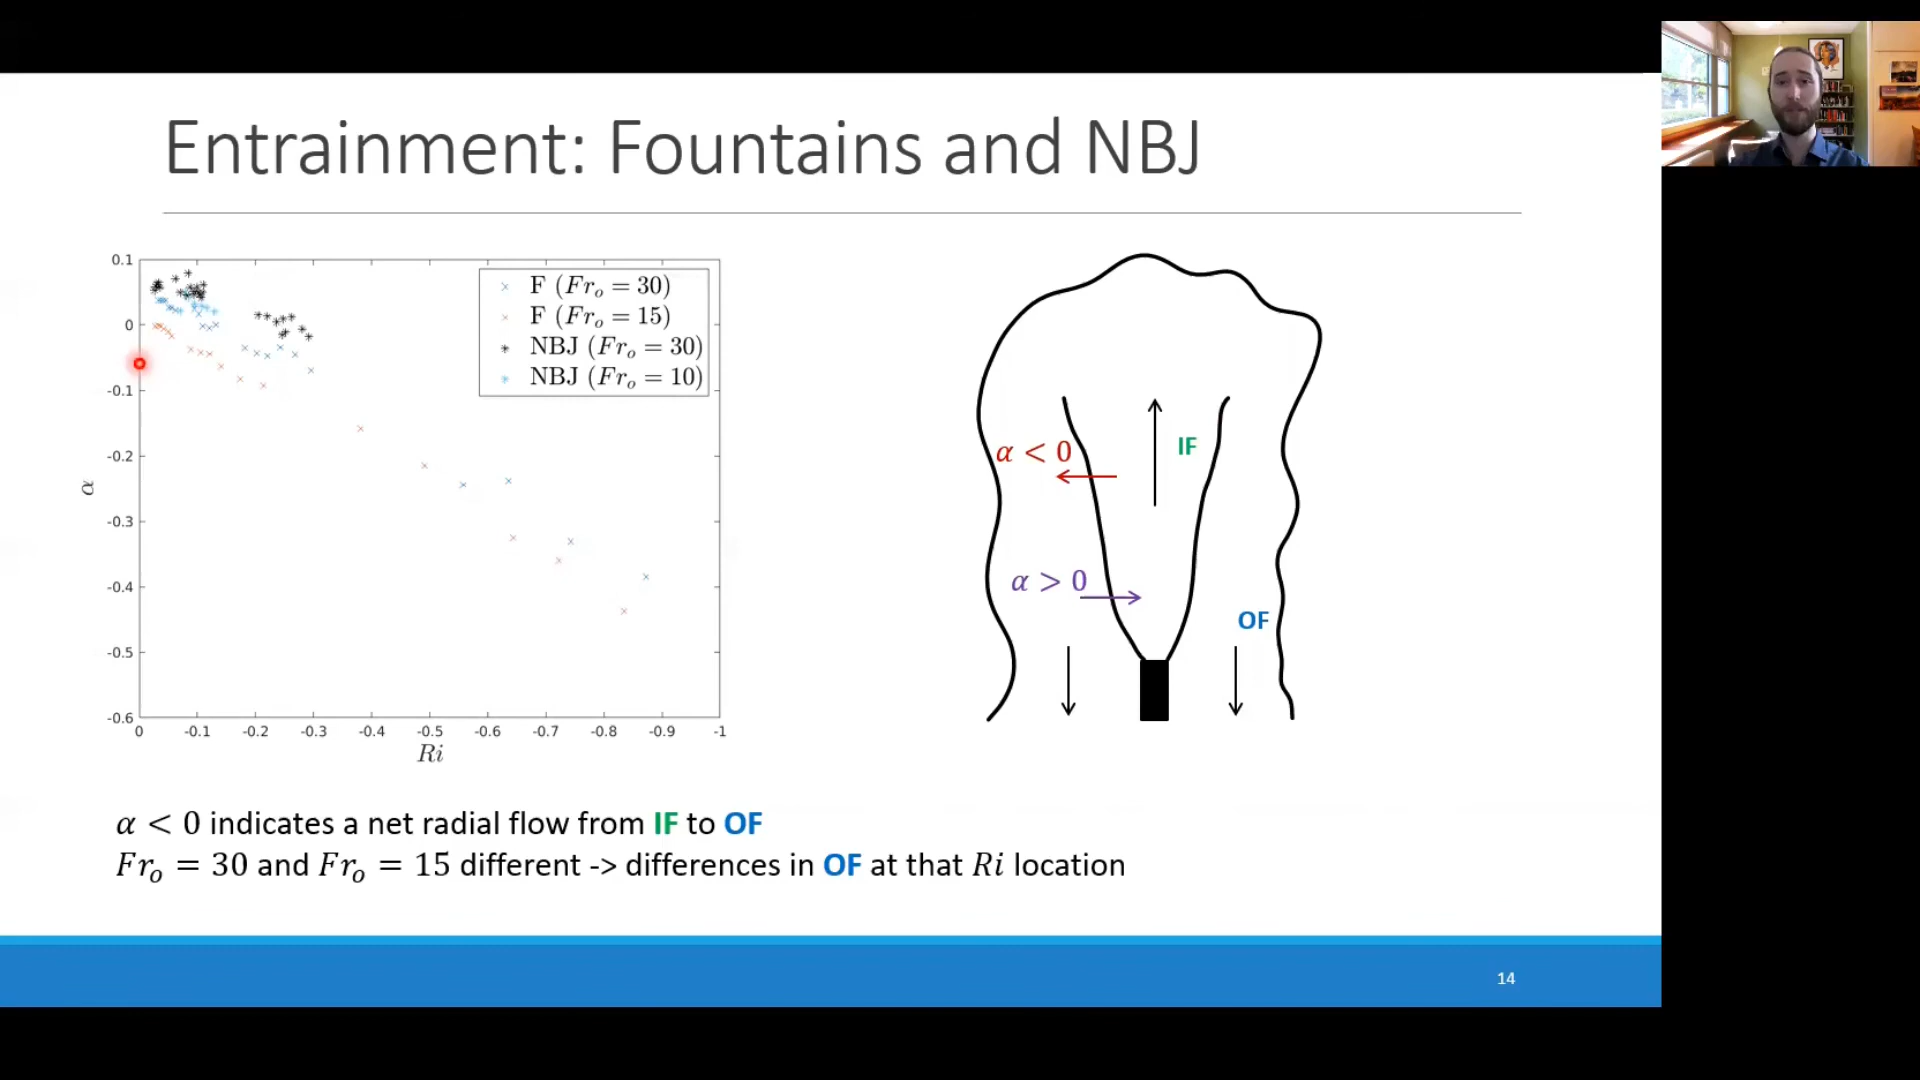 Entrainment: Fountains and NBJ
0.1
0
-0.1
-0.2
-0.3
-0.4
-0.5
-0.6
α
0 -0.1 -0.2 -0.3 -0.4 -0.5 -0.6 -0.7 -0.8 -0.9 -1
Ri
F (Fr_o = 30)
F (Fr_o = 15)
NBJ (Fr_o = 30)
NBJ (Fr_o = 10)
α < 0
IF
α > 0
OF
α < 0 indicates a net radial flow from IF to OF
Fr_o = 30 and Fr_o = 15 different -> differences in OF at that Ri location
14